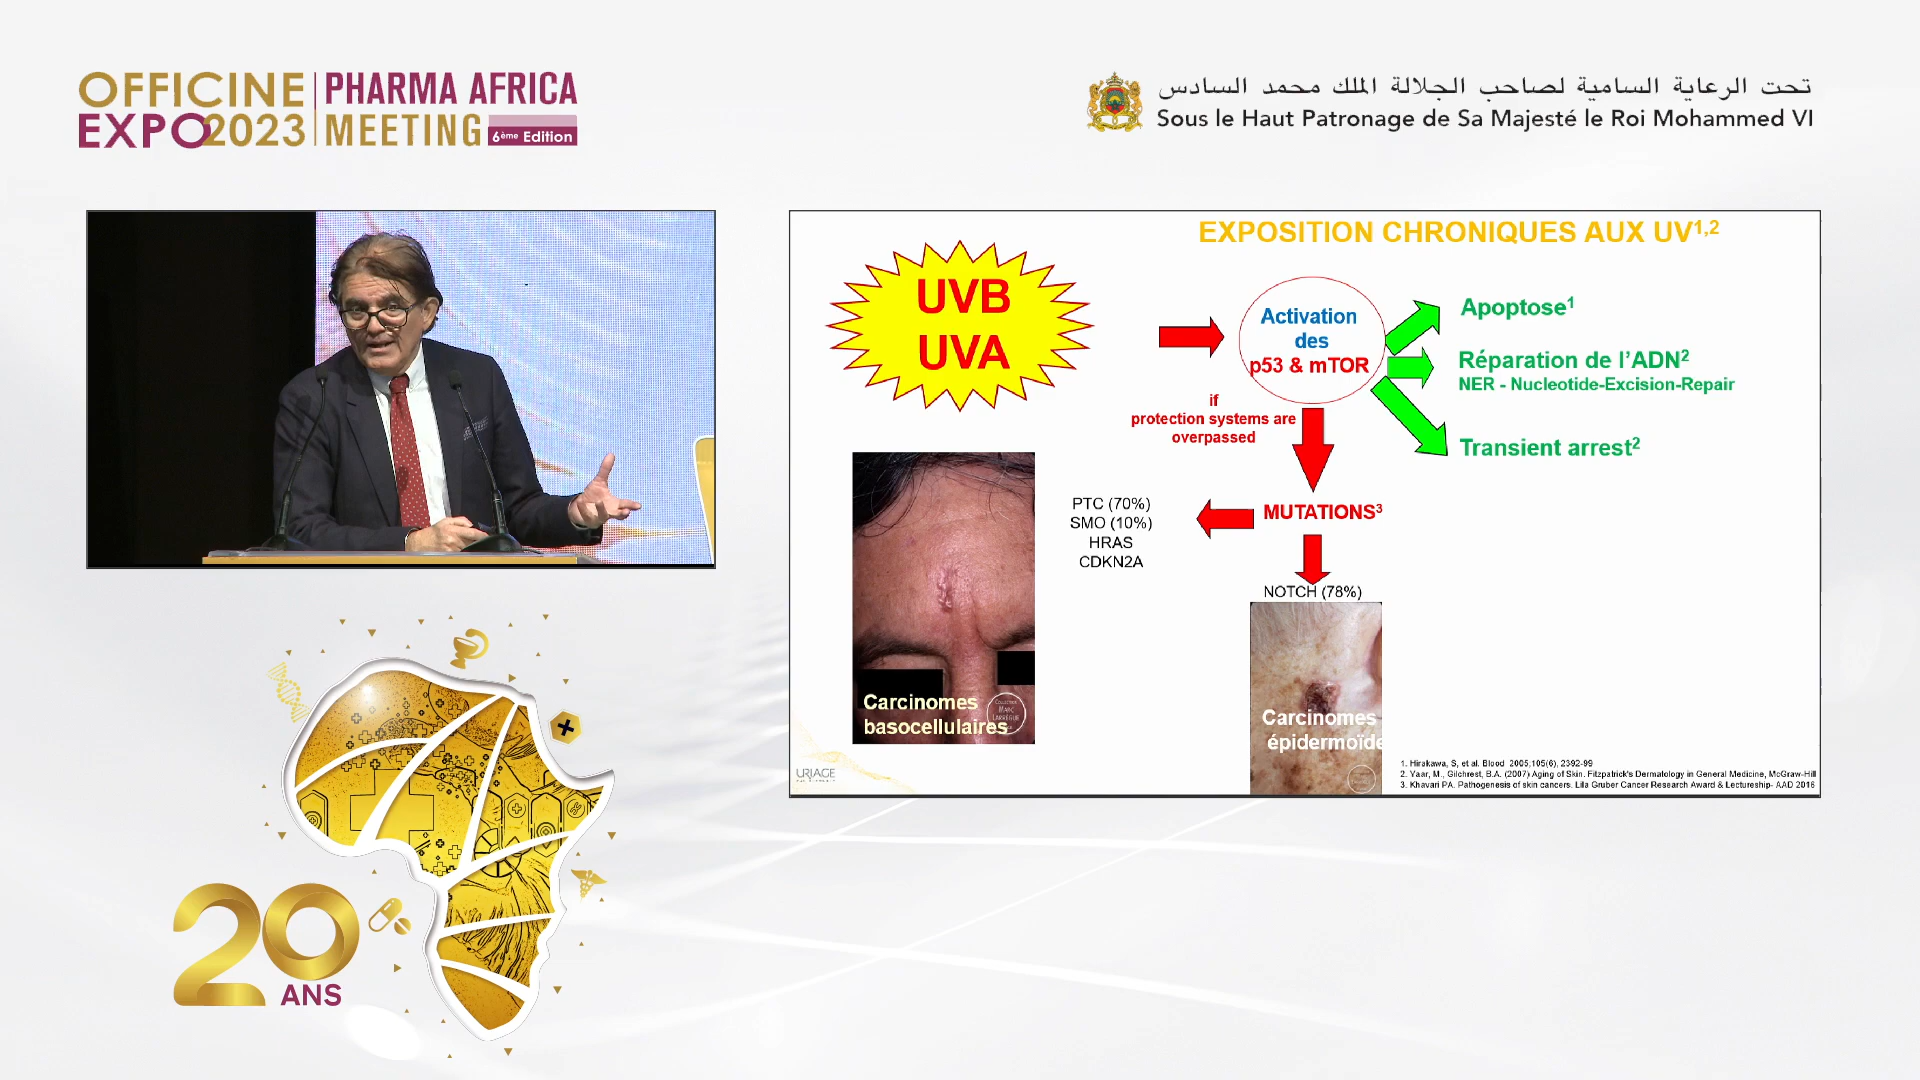 OFFICINE
EXPO2023
PHARMA AFRICA
MEETING
6ème Edition
تحت الرعاية السامية لصاحب الجلالة الملك محمد السادس
Sous le Haut Patronage de Sa Majesté le Roi Mohammed VI
EXPOSITION CHRONIQUES AUX UV1,2
UVB
UVA
Activation
des
p53 & mTOR
Apoptose1
Réparation de l'ADN2
NER - Nucleotide-Excision-Repair
Transient arrest2
if
protection systems are
overpassed
MUTATIONS3
PTC (70%)
SMO (10%)
HRAS
CDKN2A
NOTCH (78%)
Carcinomes
basocellulaires
COLLECTION
MARC
LARREGUE
Carcinomes
épidermoïde
URIAGE
1. Hirakawa, S, et al. Blood 2005;105(6), 2392-99
2. Yaar, M., Gilchrest, B.A. (2007) Aging of Skin. Fitzpatrick's Dermatology in General Medicine, McGraw-Hill
3. Khavari PA. Pathogenesis of skin cancers. Lila Gruber Cancer Research Award & Lectureship- AAD 2016
20
ANS